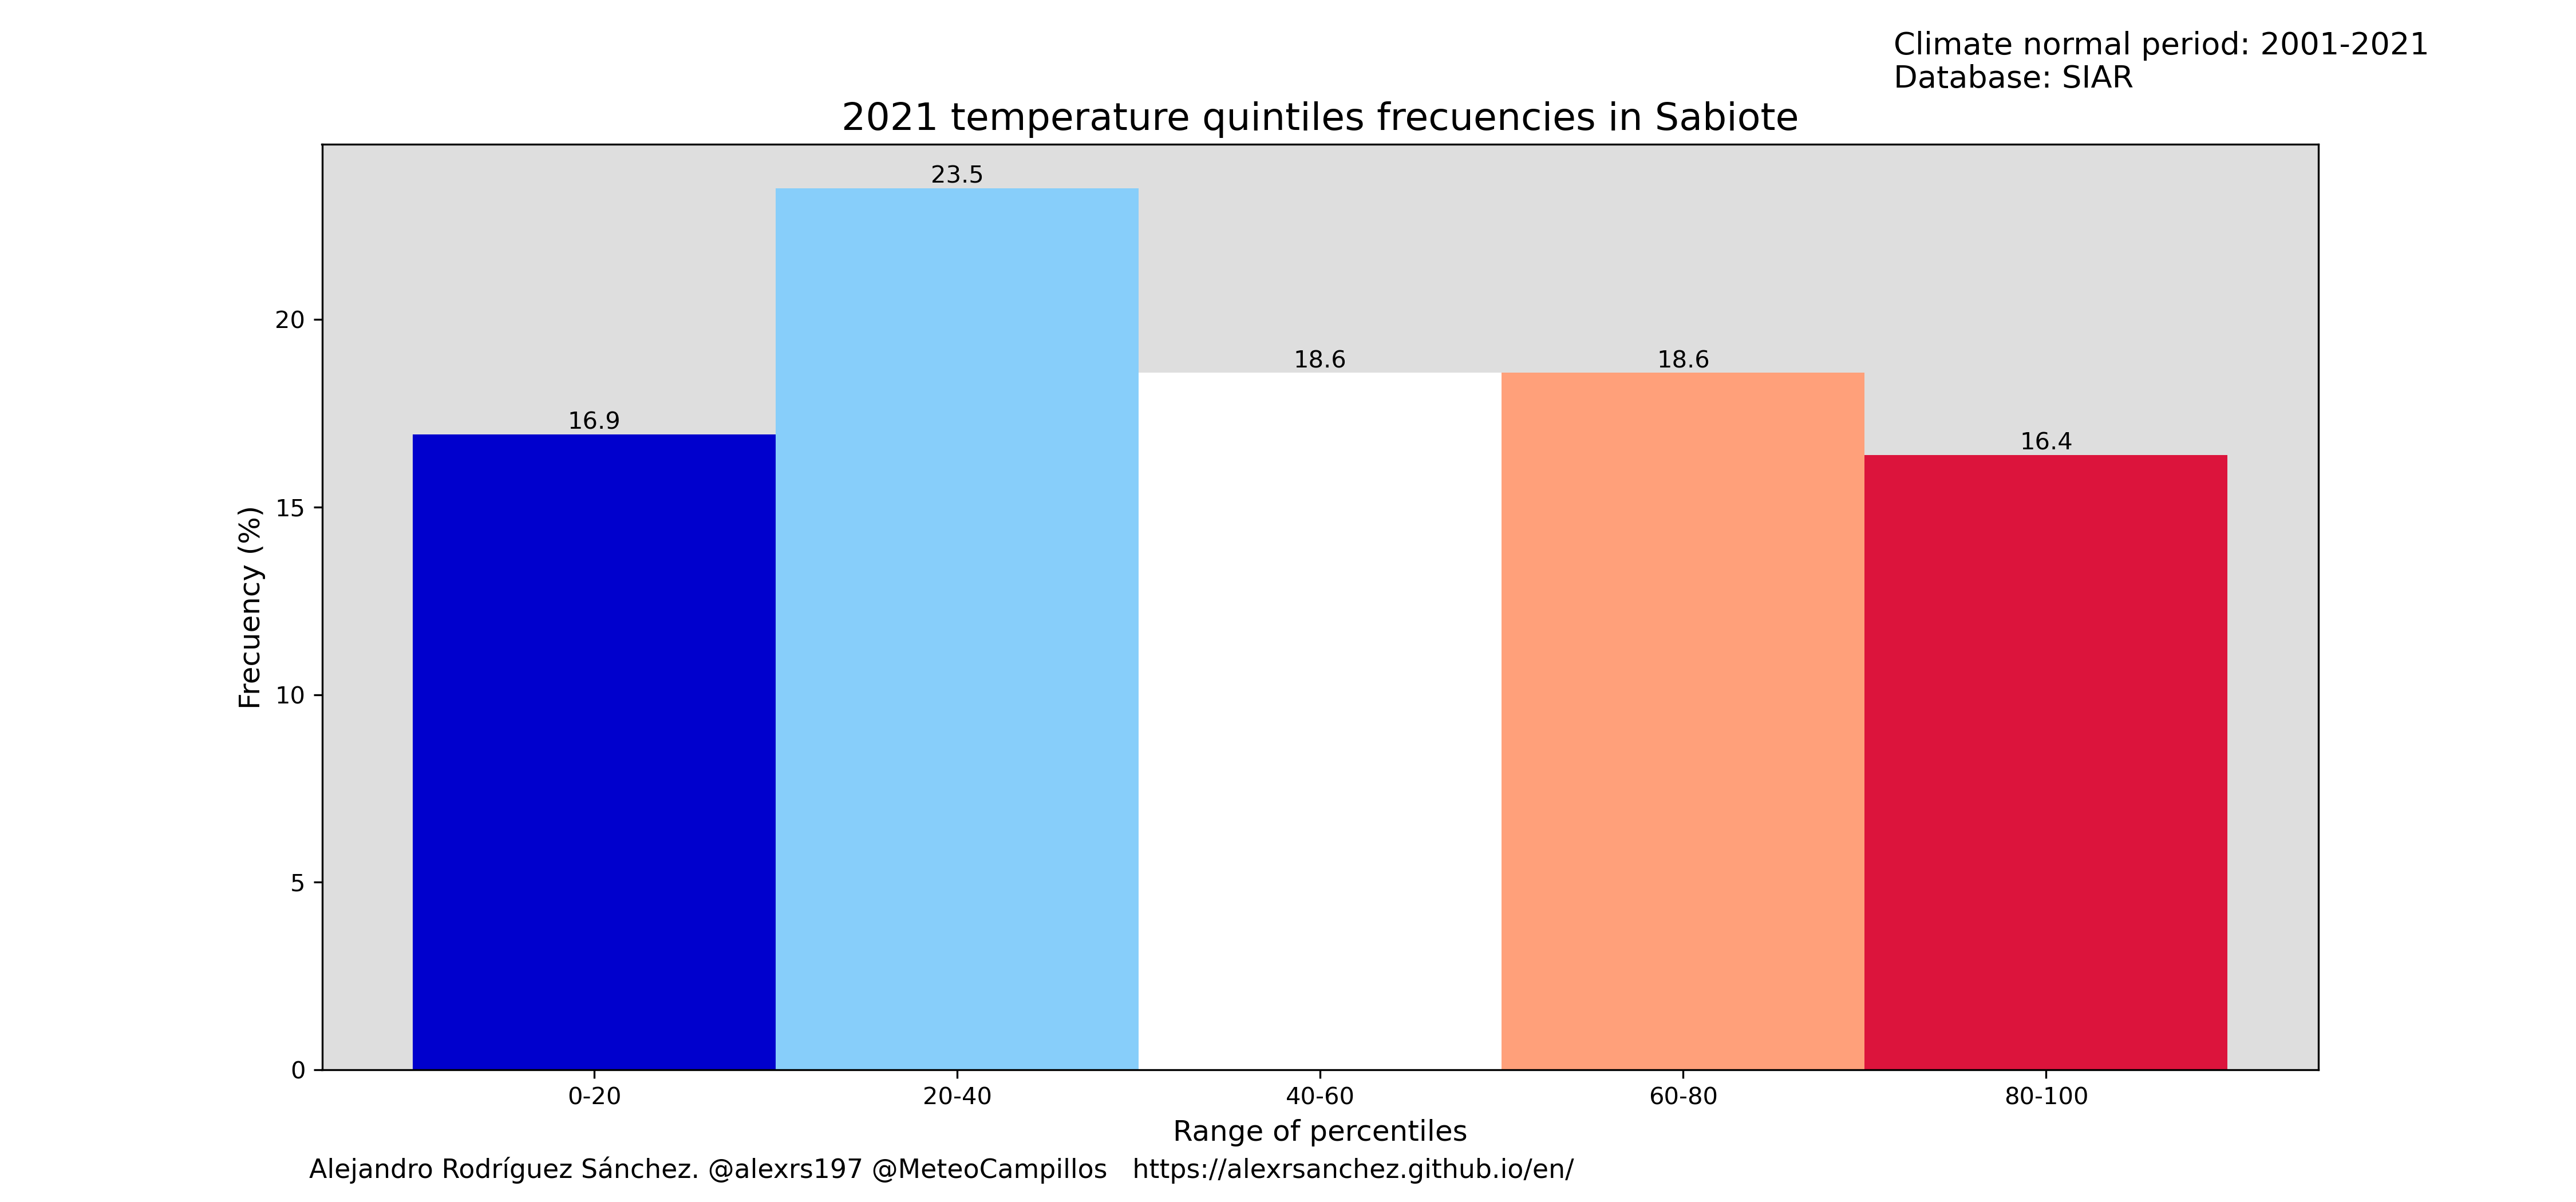 Climate normal period: 2001-2021
Database: SIAR
2021 temperature quintiles frecuencies in Sabiote
23.5
18.6
18.6
16.9
16.4
20
15
10
5
0
Frecuency (%)
0-20
20-40
40-60
60-80
80-100
Range of percentiles
Alejandro Rodríguez Sánchez. @alexrs197 @MeteoCampillos https://alexrsanchez.github.io/en/